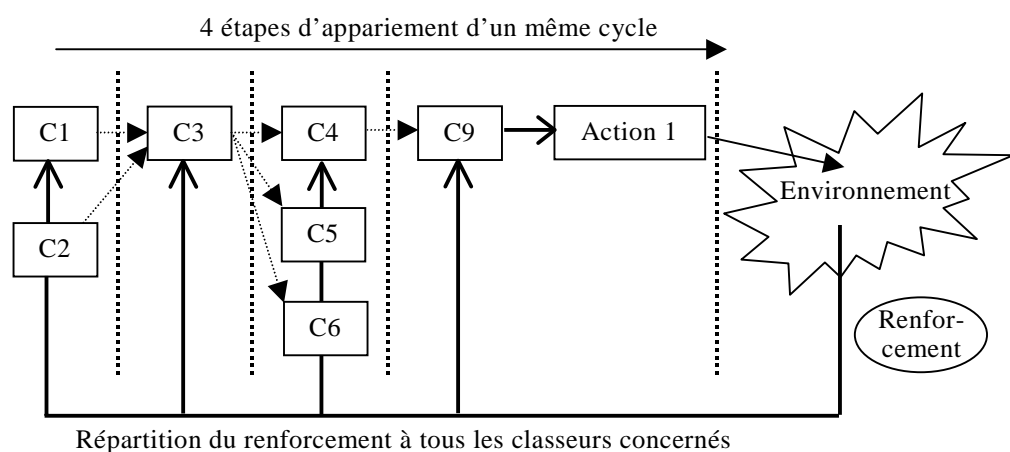 4 étapes d’appariement d’un même cycle
C1
C3
C4
C9
Action 1
Environnement
C2
C5
C6
Renfor-
cement
Répartition du renforcement à tous les classeurs concernés